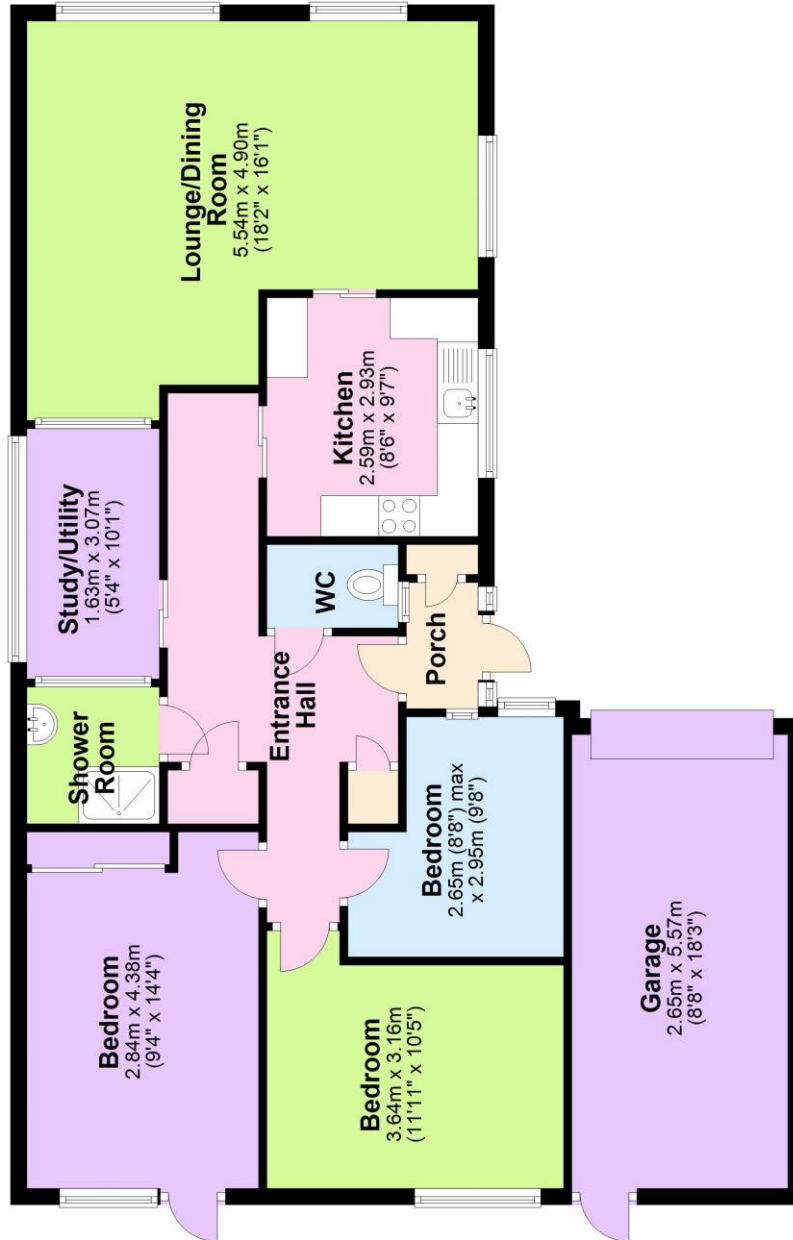 Lounge/Dining
Room
5.54m x 4.90m
(18'2" x 16'1")
Kitchen
2.59m x 2.93m
(8'6" x 9'7")
Study/Utility
1.63m x 3.07m
(5'4" x 10'1")
WC
Porch
Entrance
Hall
Shower
Room
Bedroom
2.65m (8'8") max
x 2.95m (9'8")
Bedroom
2.84m x 4.38m
(9'4" x 14'4")
Bedroom
3.64m x 3.16m
(11'11" x 10'5")
Garage
2.65m x 5.57m
(8'8" x 18'3")